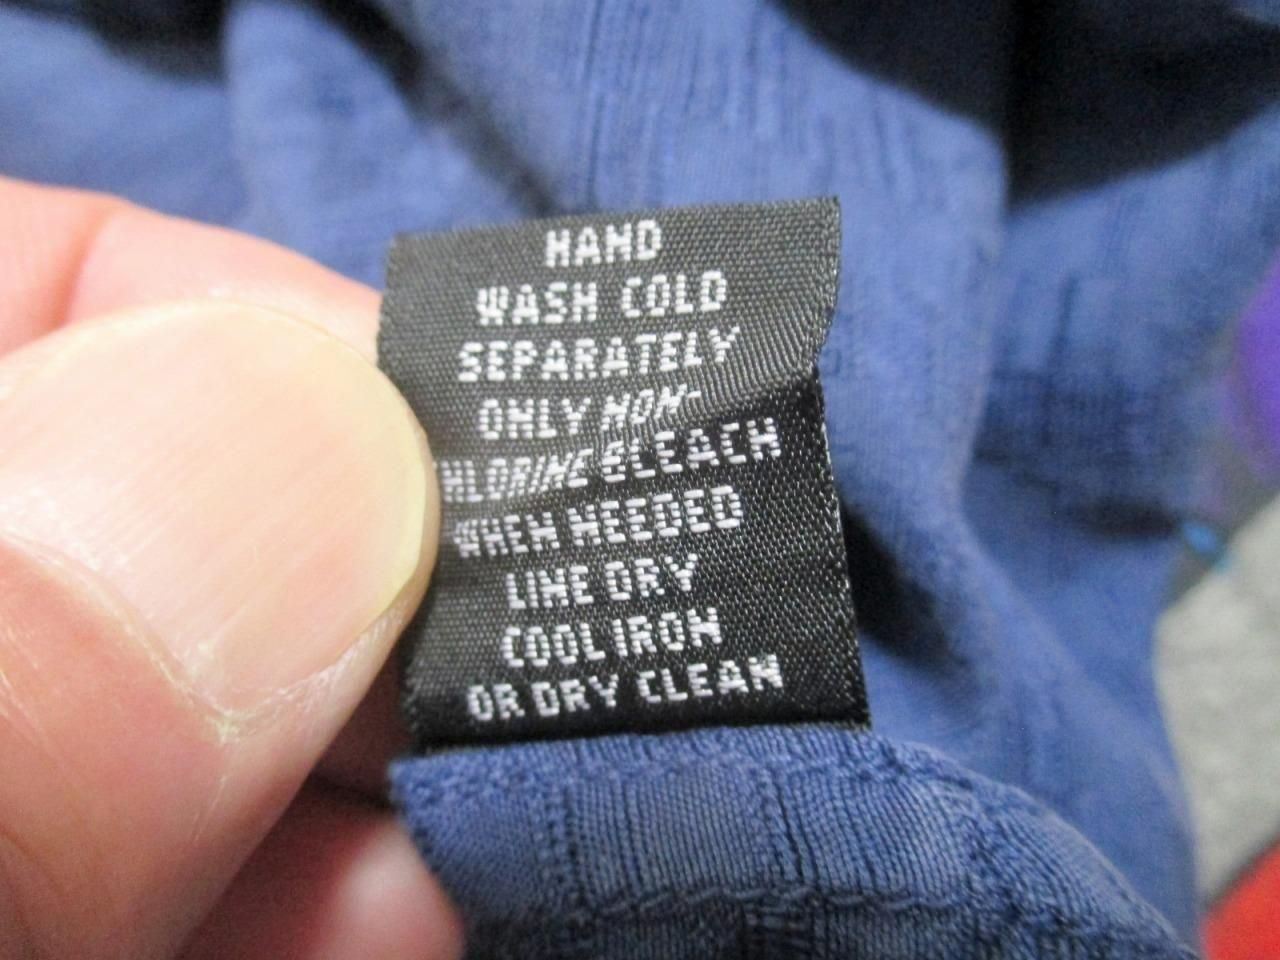 HAND
WASH COLD
SEPARATELY
ONLY NON-
CHLORINE BLEACH
WHEN NEEDED
LINE DRY
COOL IRON
OR DRY CLEAN